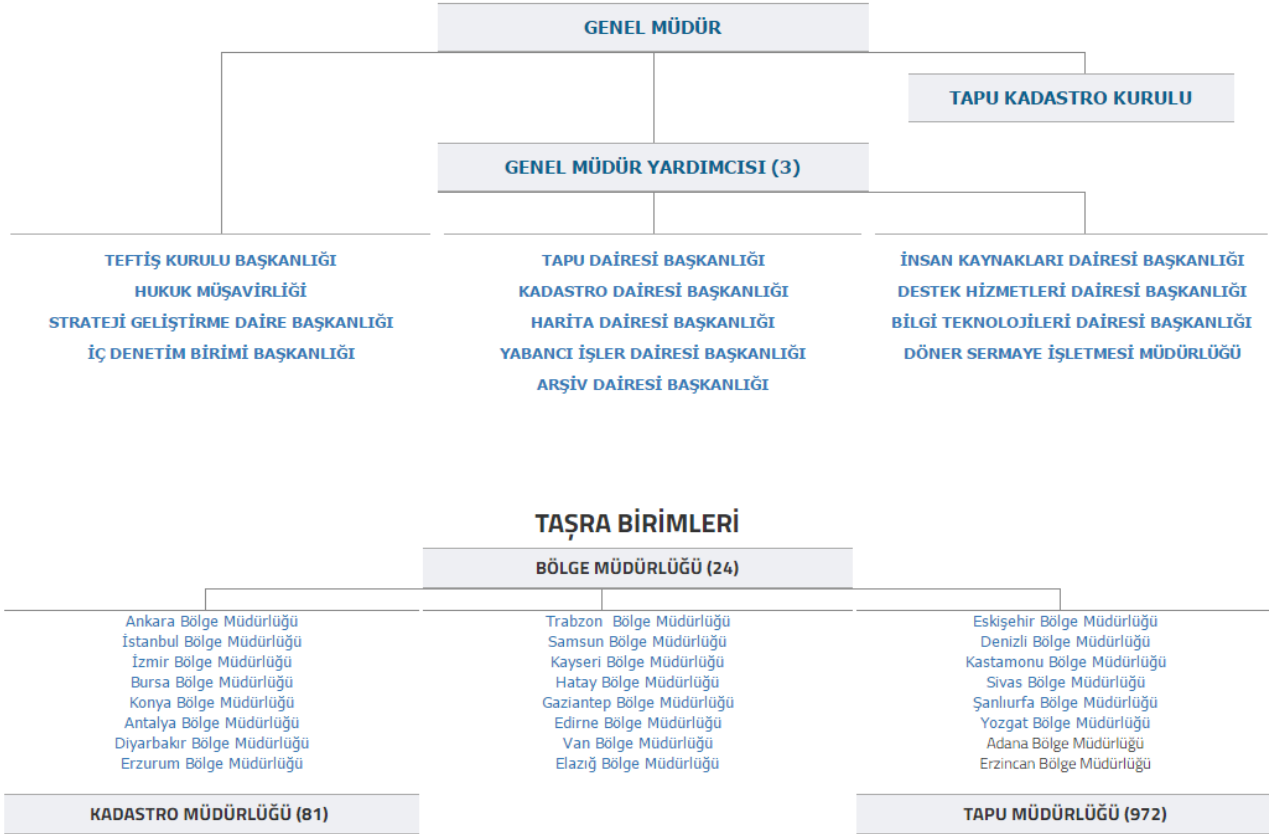 GENEL MÜDÜR
TAPU KADASTRO KURULU
GENEL MÜDÜR YARDIMCISI (3)
TEFTİŞ KURULU BAŞKANLIĞI
HUKUK MÜŞAVİRLİĞİ
STRATEJİ GELİŞTİRME DAİRE BAŞKANLIĞI
İÇ DENETİM BİRİMİ BAŞKANLIĞI
TAPU DAİRESİ BAŞKANLIĞI
KADASTRO DAİRESİ BAŞKANLIĞI
HARİTA DAİRESİ BAŞKANLIĞI
YABANCI İŞLER DAİRESİ BAŞKANLIĞI
ARŞİV DAİRESİ BAŞKANLIĞI
İNSAN KAYNAKLARI DAİRESİ BAŞKANLIĞI
DESTEK HİZMETLERİ DAİRESİ BAŞKANLIĞI
BİLGİ TEKNOLOJİLERİ DAİRESİ BAŞKANLIĞI
DÖNER SERMAYE İŞLETMESİ MÜDÜRLÜĞÜ
TAŞRA BİRİMLERİ
BÖLGE MÜDÜRLÜĞÜ (24)
Ankara Bölge Müdürlüğü
İstanbul Bölge Müdürlüğü
İzmir Bölge Müdürlüğü
Bursa Bölge Müdürlüğü
Konya Bölge Müdürlüğü
Antalya Bölge Müdürlüğü
Diyarbakır Bölge Müdürlüğü
Erzurum Bölge Müdürlüğü
Trabzon Bölge Müdürlüğü
Samsun Bölge Müdürlüğü
Kayseri Bölge Müdürlüğü
Hatay Bölge Müdürlüğü
Gaziantep Bölge Müdürlüğü
Edirne Bölge Müdürlüğü
Van Bölge Müdürlüğü
Elazığ Bölge Müdürlüğü
Eskişehir Bölge Müdürlüğü
Denizli Bölge Müdürlüğü
Kastamonu Bölge Müdürlüğü
Sivas Bölge Müdürlüğü
Şanlıurfa Bölge Müdürlüğü
Yozgat Bölge Müdürlüğü
Adana Bölge Müdürlüğü
Erzincan Bölge Müdürlüğü
KADASTRO MÜDÜRLÜĞÜ (81)
TAPU MÜDÜRLÜĞÜ (972)